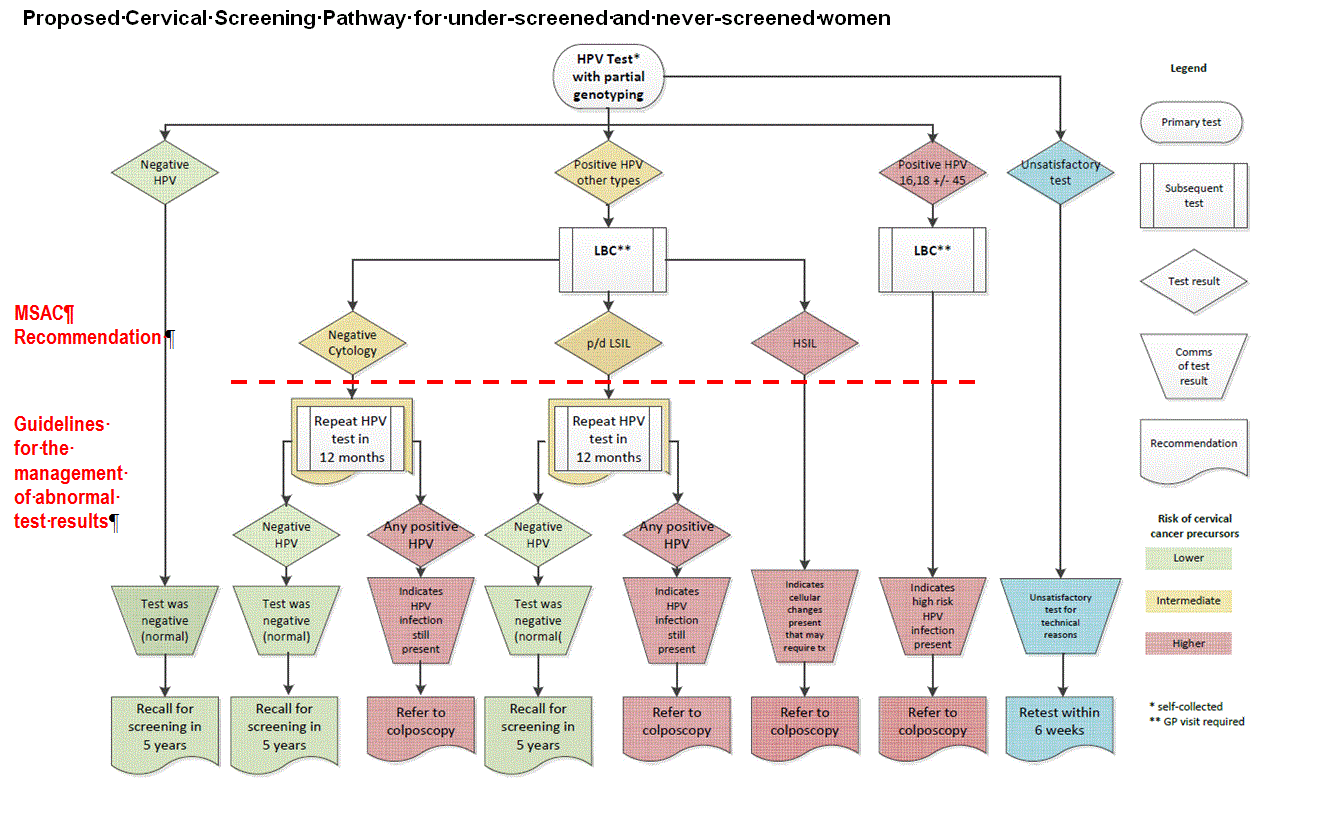 Proposed·Cervical·Screening·Pathway·for·under-screened·and·never-screened·women
HPV Test*
with partial
genotyping
Negative
HPV
Positive HPV
other types
Positive HPV
16,18 +/- 45
Unsatisfactory
test
LBC**
LBC**
MSAC¶
Recommendation·¶
Negative
Cytology
p/d LSIL
HSIL
Guidelines·
for·the·
management·
of·abnormal·
test·results¶
Repeat HPV
test in
12 months
Repeat HPV
test in
12 months
Negative
HPV
Any positive
HPV
Negative
HPV
Any positive
HPV
Test was
negative
(normal)
Test was
negative
(normal)
Indicates
HPV
infection
still
present
Test was
negative
(normal(
Indicates
HPV
infection
still
present
Indicates
cellular
changes
present
that may
require tx
Indicates
high risk
HPV
infection
present
Unsatisfactory
test for
technical
reasons
Recall for
screening in
5 years
Recall for
screening in
5 years
Refer to
colposcopy
Recall for
screening in
5 years
Refer to
colposcopy
Refer to
colposcopy
Refer to
colposcopy
Retest within
6 weeks
Legend
Primary test
Subsequent
test
Test result
Comms
of test
result
Recommendation
Risk of cervical
cancer precursors
Lower
Intermediate
Higher
* self-collected
** GP visit required